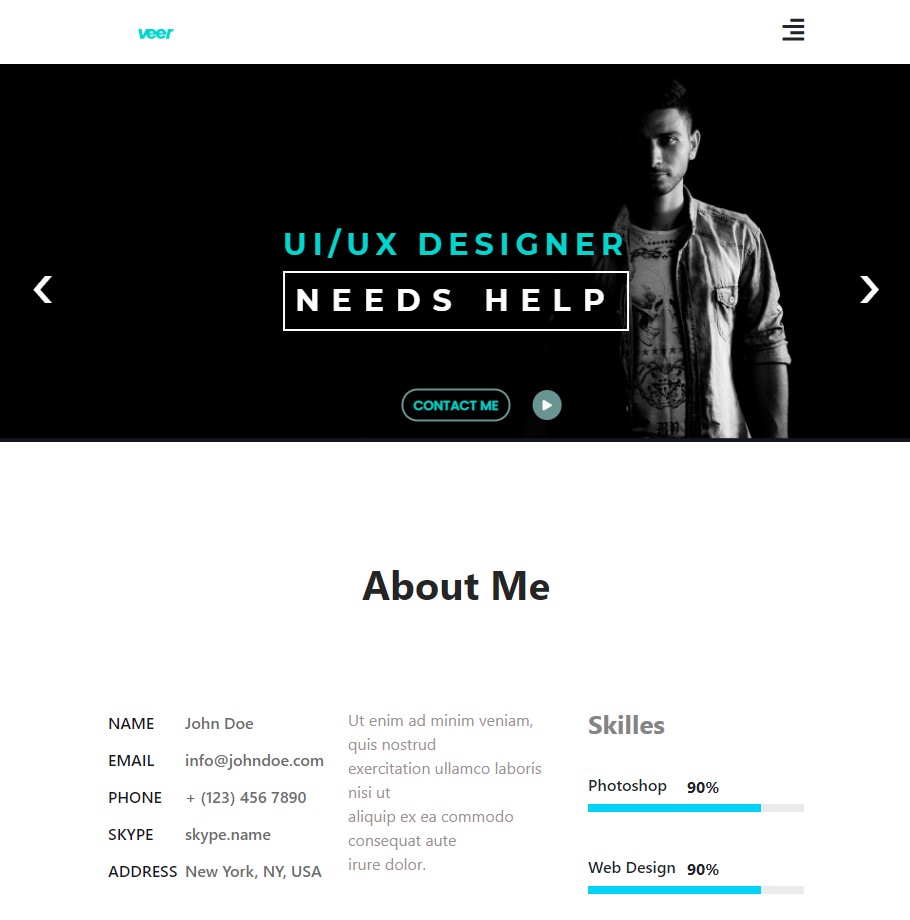 veer
UI/UX DESIGNER
NEEDS HELP
CONTACT ME
About Me
NAME John Doe
EMAIL info@johndoe.com
PHONE + (123) 456 7890
SKYPE skype.name
ADDRESS New York, NY, USA
Ut enim ad minim veniam,
quis nostrud
exercitation ullamco laboris
nisi ut
aliquip ex ea commodo
consequat aute
irure dolor.
Skilles
Photoshop 90%
Web Design 90%